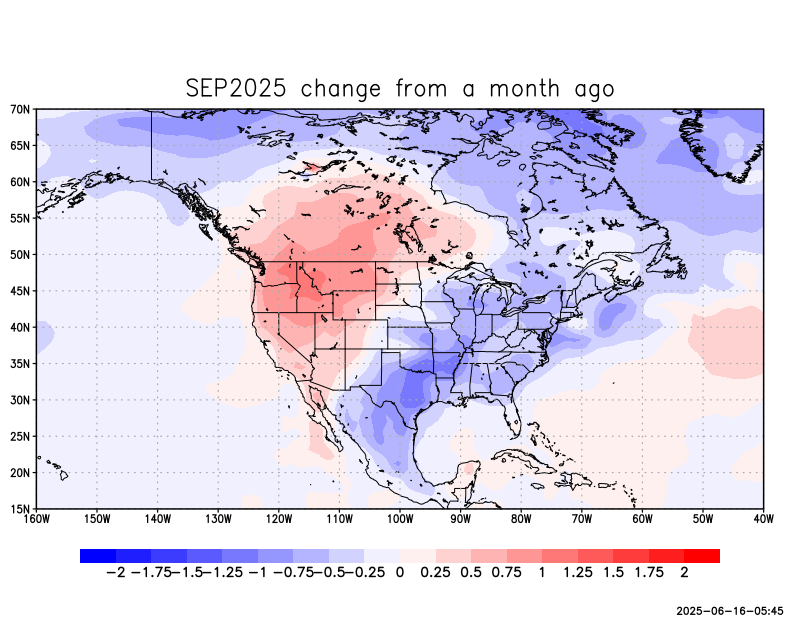 SEP2025 change from a month ago
70N
65N
60N
55N
50N
45N
40N
35N
30N
25N
20N
15N
160W 150W 140W 130W 120W 110W 100W 90W 80W 70W 60W 50W 40W
-2 -1.75 -1.5 -1.25 -1 -0.75 -0.5 -0.25 0 0.25 0.5 0.75 1 1.25 1.5 1.75 2
2025-06-16-05:45